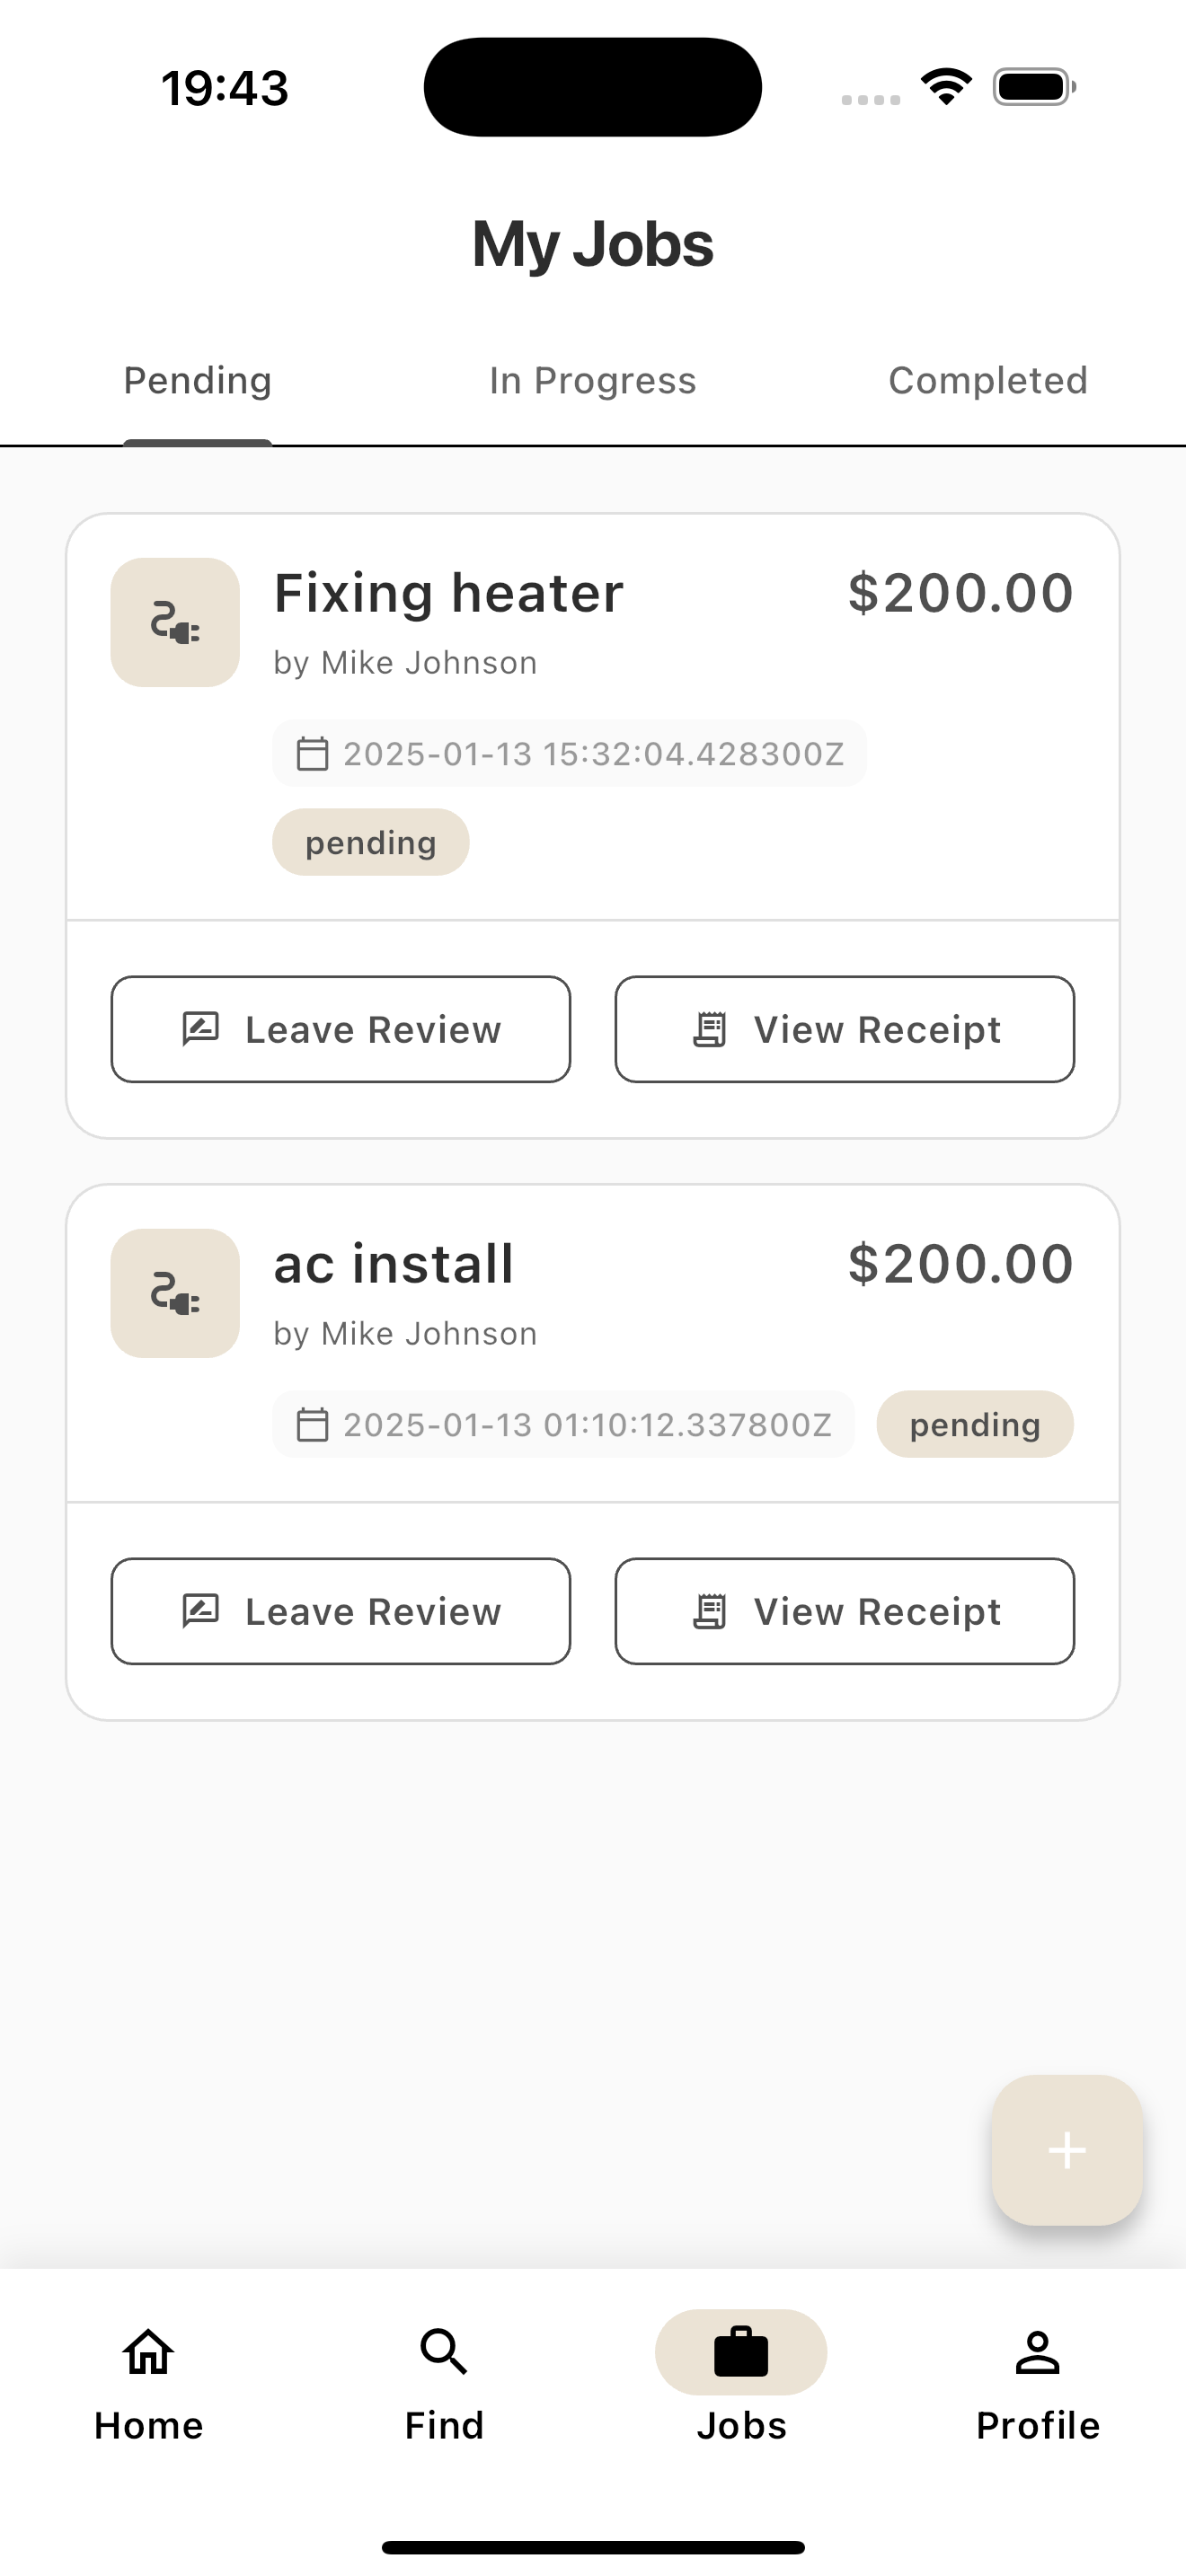 19:43
My Jobs
Pending In Progress Completed
Fixing heater $200.00
by Mike Johnson
2025-01-13 15:32:04.428300Z
pending
Leave Review View Receipt
ac install $200.00
by Mike Johnson
2025-01-13 01:10:12.337800Z pending
Leave Review View Receipt
Home Find Jobs Profile